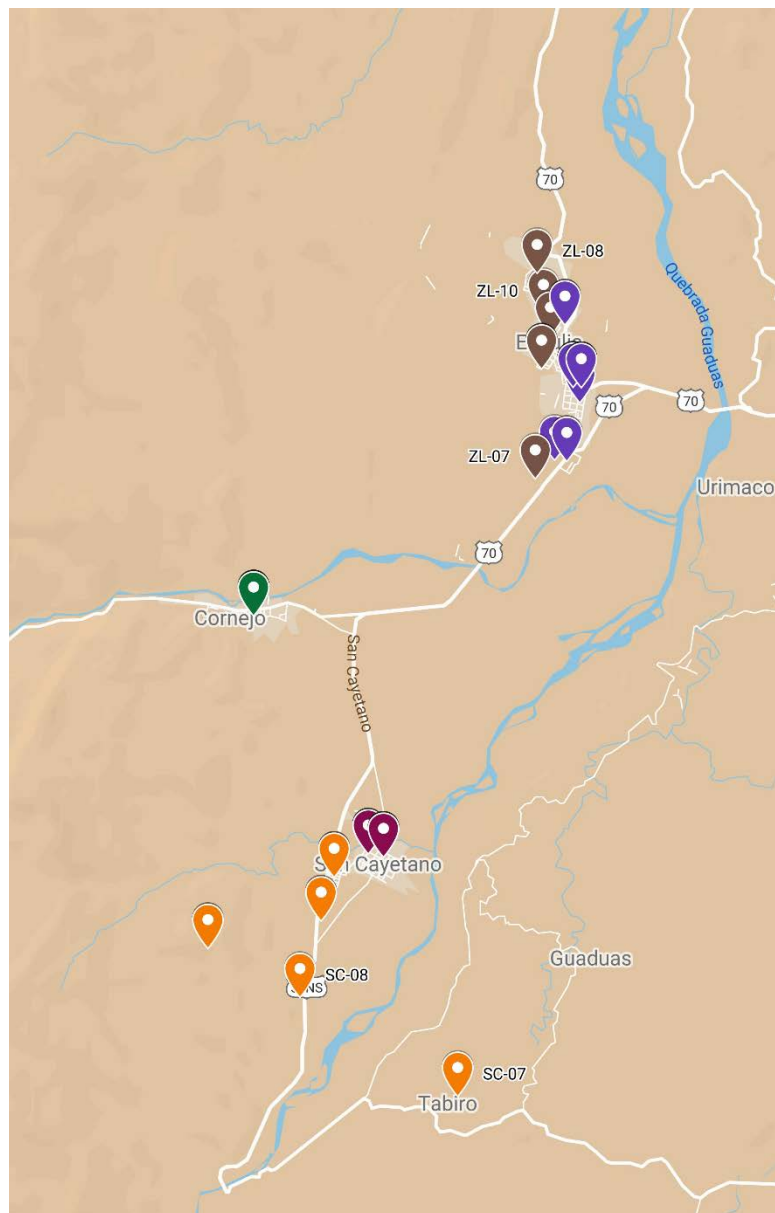 70
ZL-08
Quebrada Guaduas
ZL-10
70
70
ZL-07
Urimaco
70
Cornejo
San Cayetano
San Cayetano
SC-08
Guaduas
SC-07
Tabiro